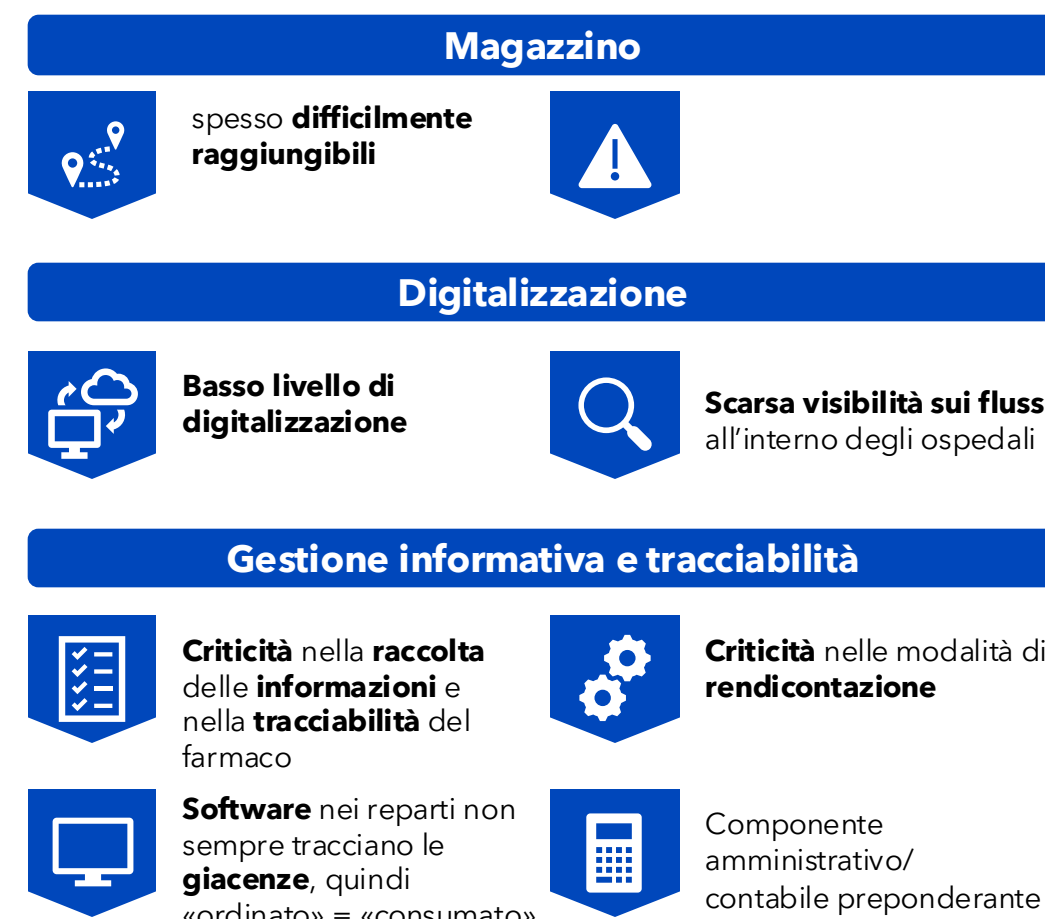 Magazzino
spesso difficilmente
raggiungibili
Digitalizzazione
Basso livello di
digitalizzazione
Scarsa visibilità sui fluss
all’interno degli ospedali
Gestione informativa e tracciabilità
Criticità nella raccolta
delle informazioni e
nella tracciabilità del
farmaco
Criticità nelle modalità di
rendicontazione
Software nei reparti non
sempre tracciano le
giacenze, quindi
«ordinato» = «consumato»
Componente
amministrativo/
contabile preponderante